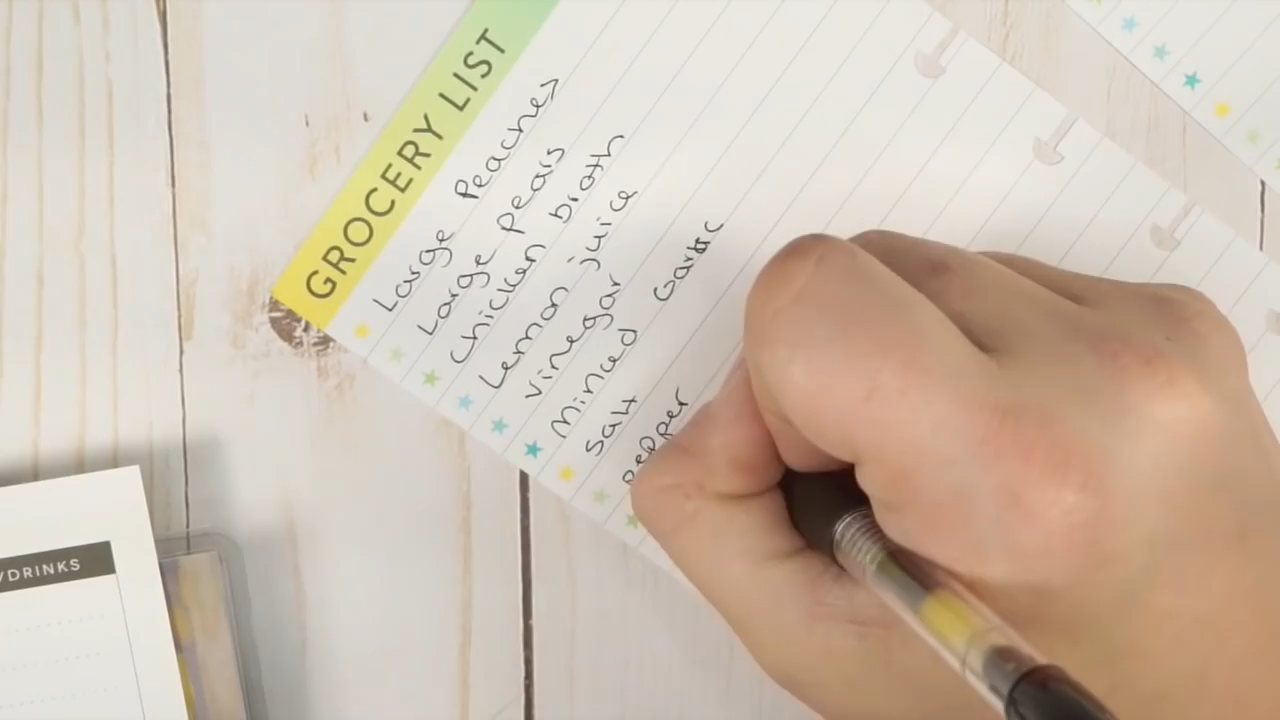 GROCERY LIST
Large Peaches
Large pears
Chicken broth
Lemon juice
Vinegar
Minced Garlic
Salt
pepper
/DRINKS